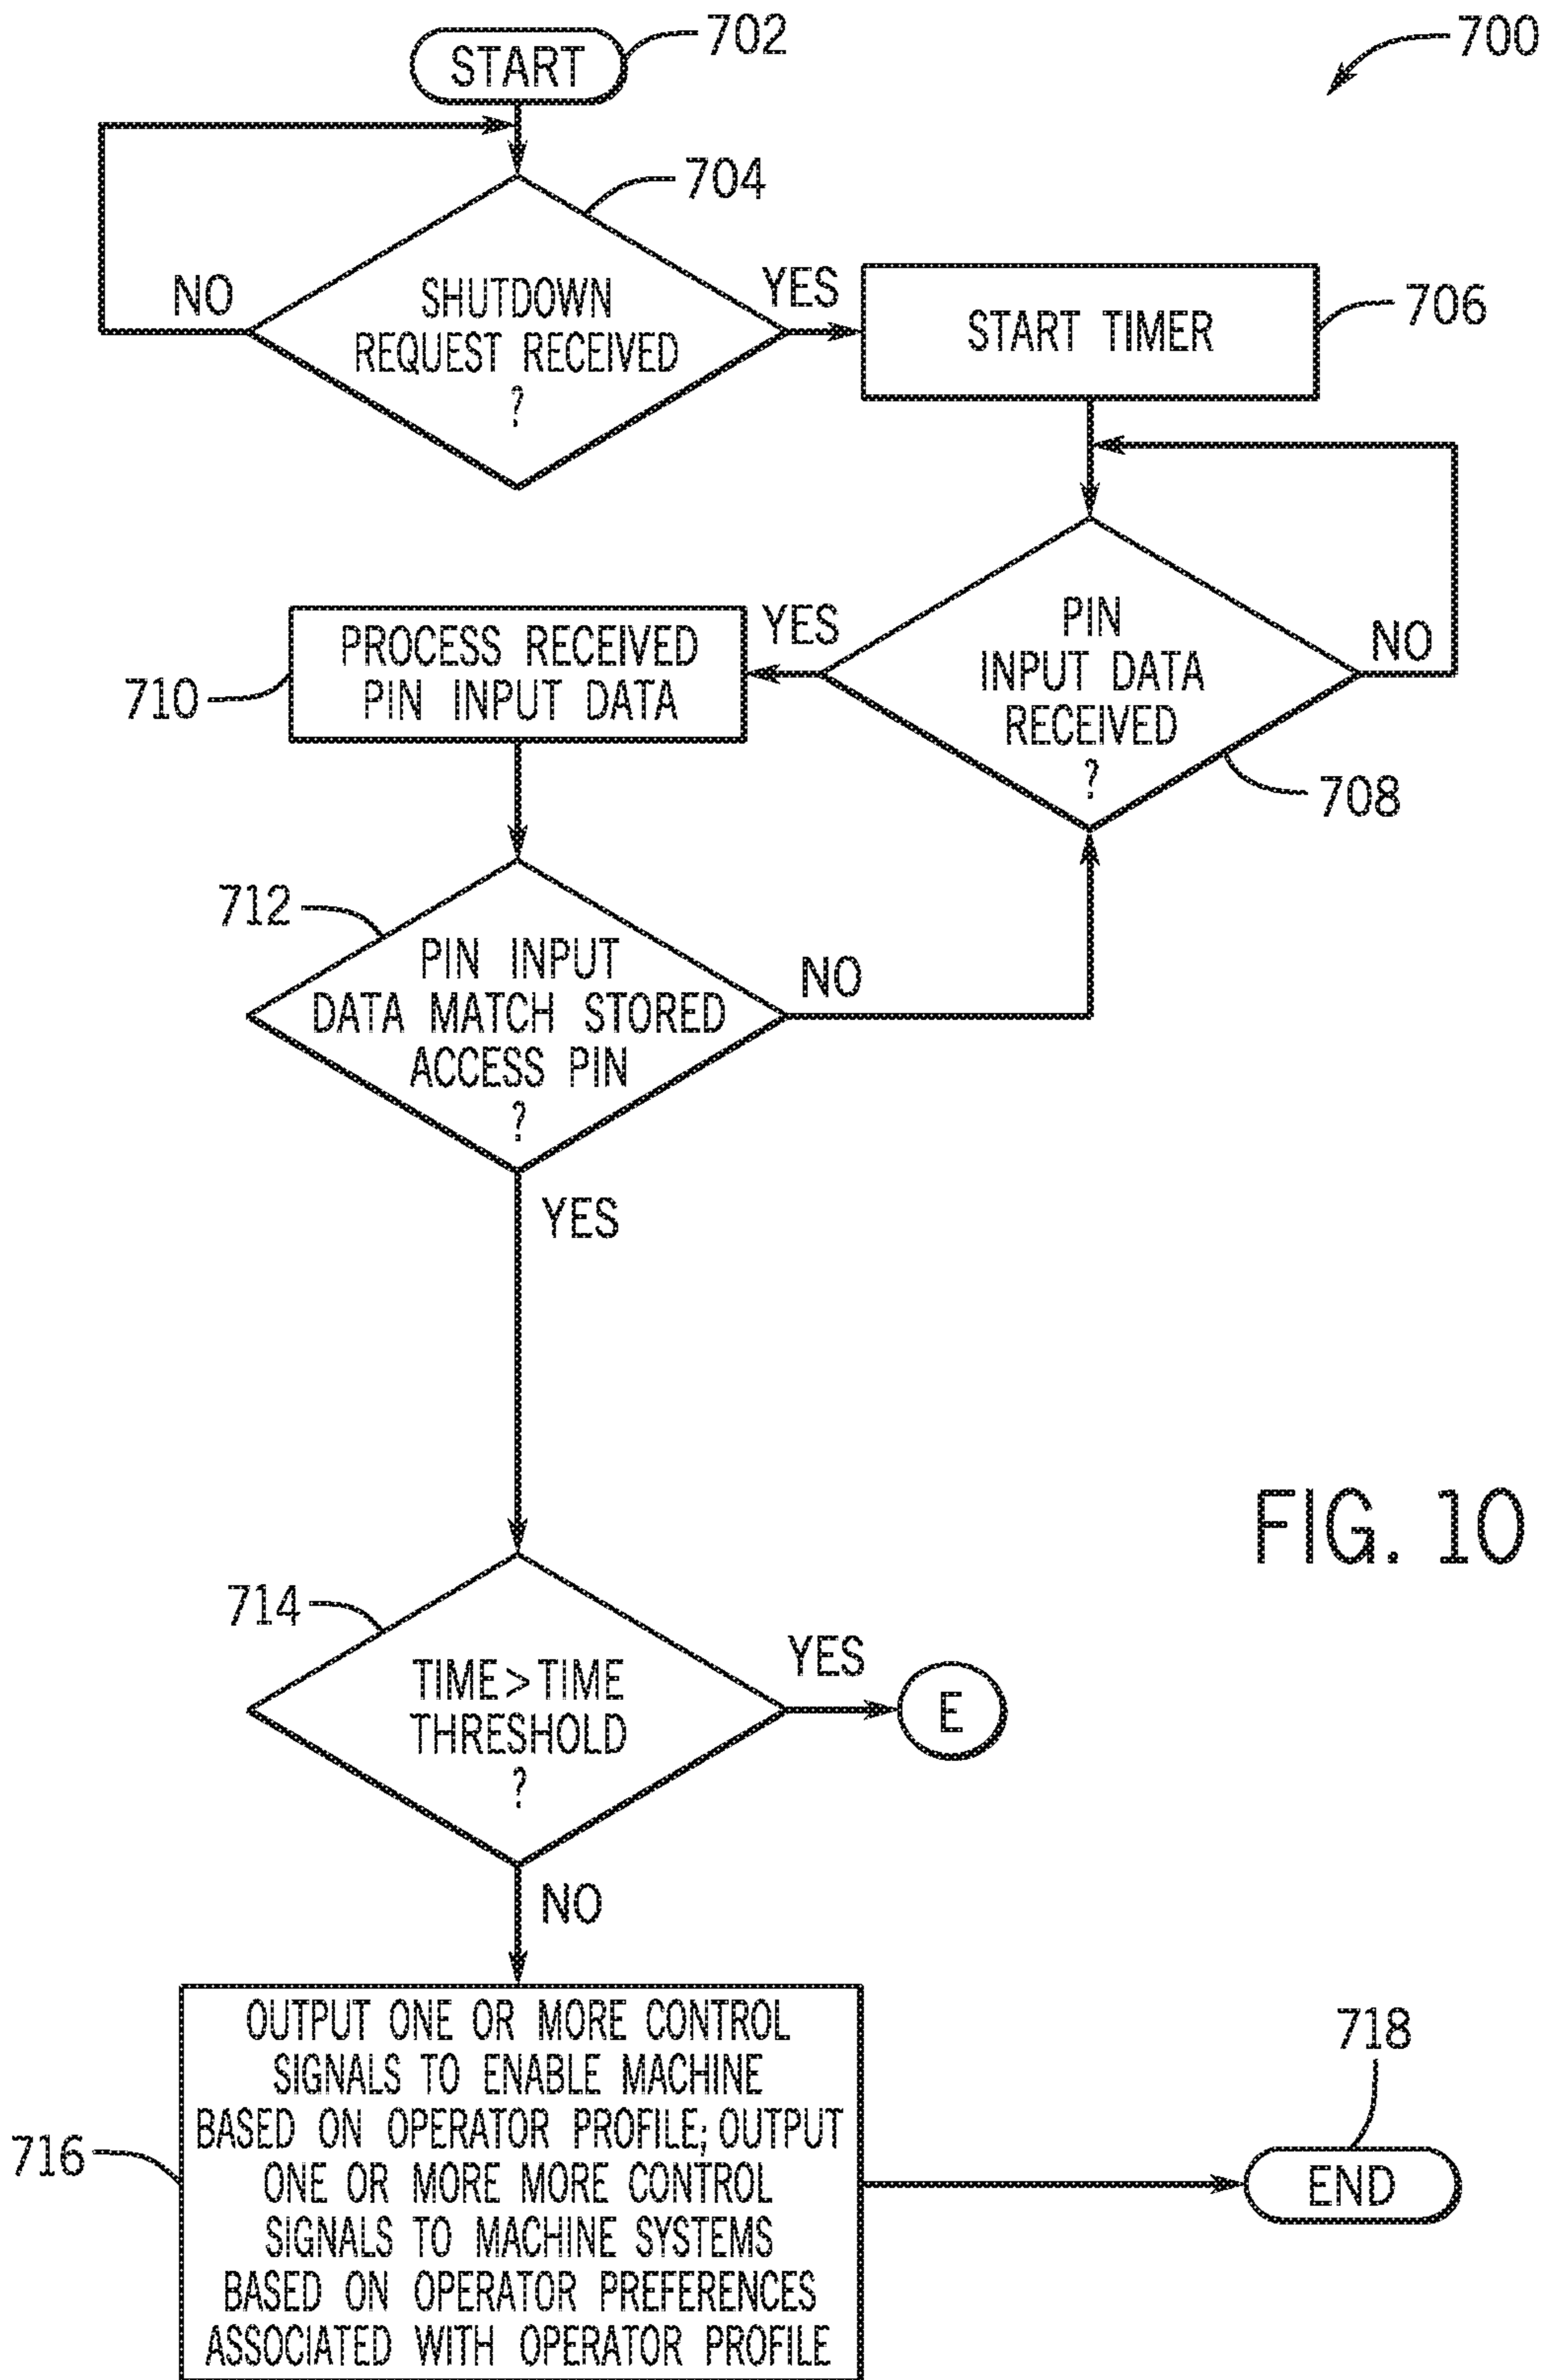 START
702
700
704
NO
SHUTDOWN
REQUEST RECEIVED
?
YES
START TIMER
706
PROCESS RECEIVED
PIN INPUT DATA
710
YES
PIN
INPUT DATA
RECEIVED
?
NO
708
712
PIN INPUT
DATA MATCH STORED
ACCESS PIN
?
NO
YES
FIG. 10
714
TIME > TIME
THRESHOLD
?
YES
E
NO
716
OUTPUT ONE OR MORE CONTROL
SIGNALS TO ENABLE MACHINE
BASED ON OPERATOR PROFILE; OUTPUT
ONE OR MORE MORE CONTROL
SIGNALS TO MACHINE SYSTEMS
BASED ON OPERATOR PREFERENCES
ASSOCIATED WITH OPERATOR PROFILE
718
END